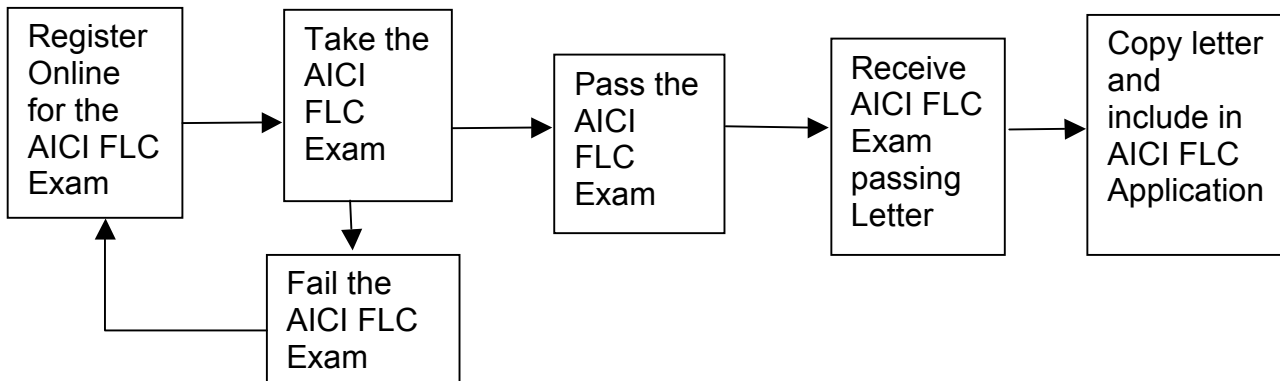 Register
Online
for the
AICI FLC
Exam
Take the
AICI
FLC
Exam
Pass the
AICI
FLC
Exam
Receive
AICI FLC
Exam
passing
Letter
Copy letter
and
include in
AICI FLC
Application
Fail the
AICI FLC
Exam